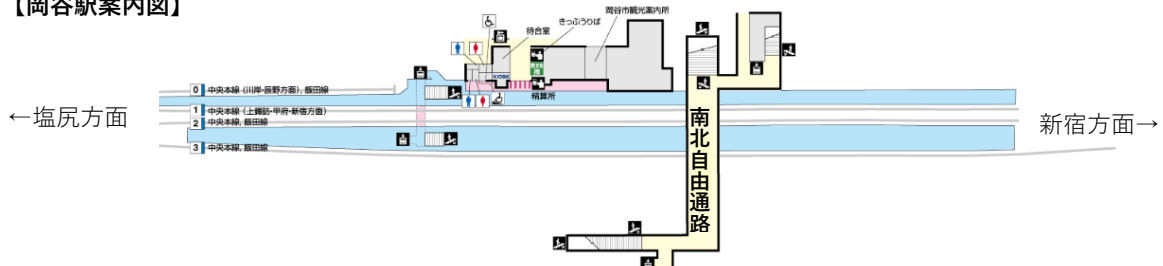 【岡谷駅案内図】
岡谷市観光案内所
きっぷうりば
待合室
KIOSK
精算所
0 中央本線(川岸・辰野方面), 飯田線
1 中央本線(上諏訪・甲府・新宿方面)
2 中央本線, 飯田線
3 中央本線, 飯田線
←塩尻方面
新宿方面→
南北自由通路